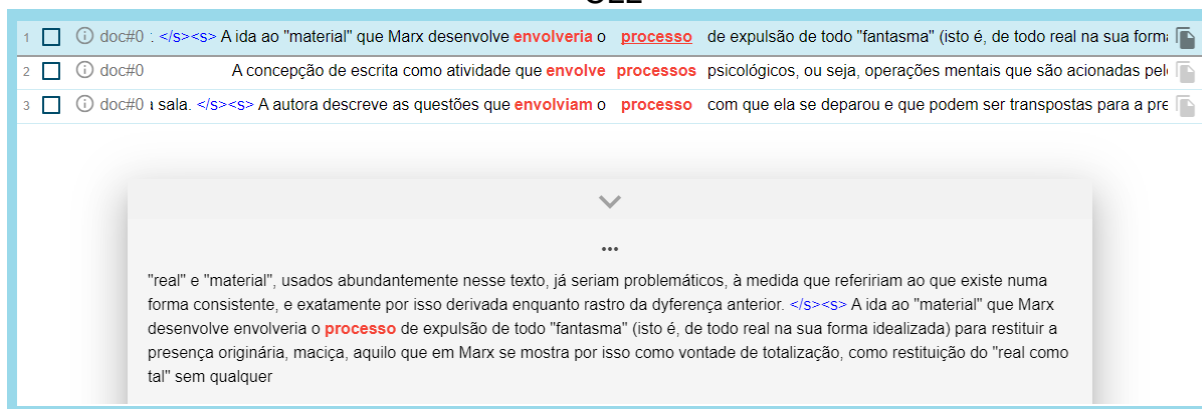 1 doc#0 : </s><s> A ida ao "material" que Marx desenvolve envolveria o processo de expulsão de todo "fantasma" (isto é, de todo real na sua form
2 doc#0 A concepção de escrita como atividade que envolve processos psicológicos, ou seja, operações mentais que são acionadas pel
3 doc#0 sala. </s><s> A autora descreve as questões que envolviam o processo com que ela se deparou e que podem ser transpostas para a pre
...
"real" e "material", usados abundantemente nesse texto, já seriam problemáticos, à medida que refeririam ao que existe numa
forma consistente, e exatamente por isso derivada enquanto rastro da dyferença anterior. </s><s> A ida ao "material" que Marx
desenvolve envolveria o processo de expulsão de todo "fantasma" (isto é, de todo real na sua forma idealizada) para restituir a
presença originária, maciça, aquilo que em Marx se mostra por isso como vontade de totalização, como restituição do "real como
tal" sem qualquer